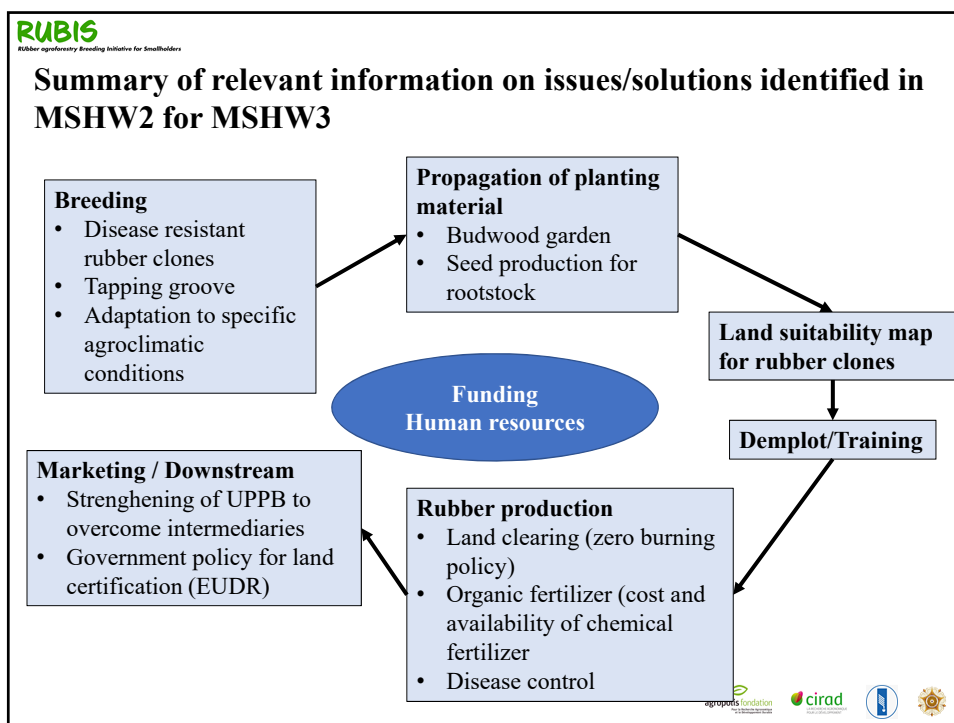 RUBIS
RUbber agroforestry Breeding Initiative for Smallholders
Summary of relevant information on issues/solutions identified in
MSHW2 for MSHW3
Breeding
• Disease resistant
rubber clones
• Tapping groove
• Adaptation to specific
agroclimatic
conditions
Propagation of planting
material
• Budwood garden
• Seed production for
rootstock
Land suitability map
for rubber clones
Demplot/Training
Funding
Human resources
Rubber production
• Land clearing (zero burning
policy)
• Organic fertilizer (cost and
availability of chemical
fertilizer
• Disease control
Marketing / Downstream
• Strenghening of UPPB to
overcome intermediaries
• Government policy for land
certification (EUDR)
agropolis fondation
cirad